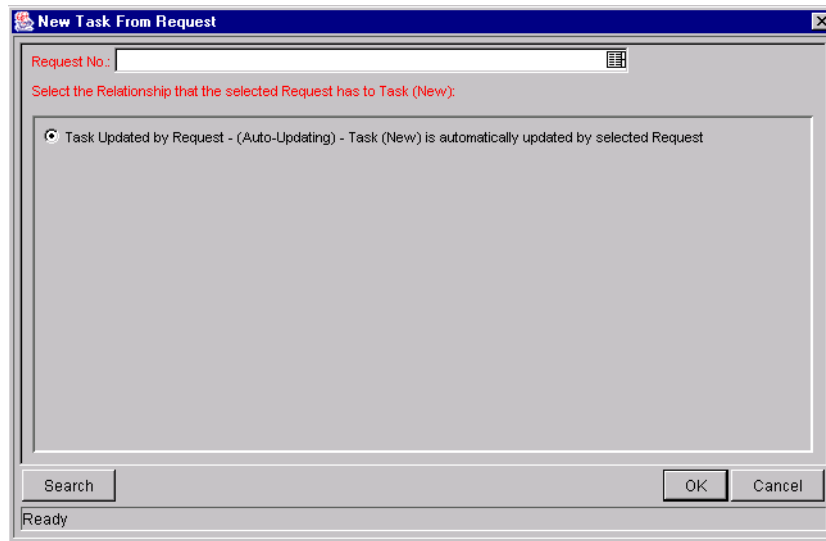 New Task From Request
Request No.:
Select the Relationship that the selected Request has to Task (New):
Task Updated by Request - (Auto-Updating) - Task (New) is automatically updated by selected Request
Search OK Cancel
Ready